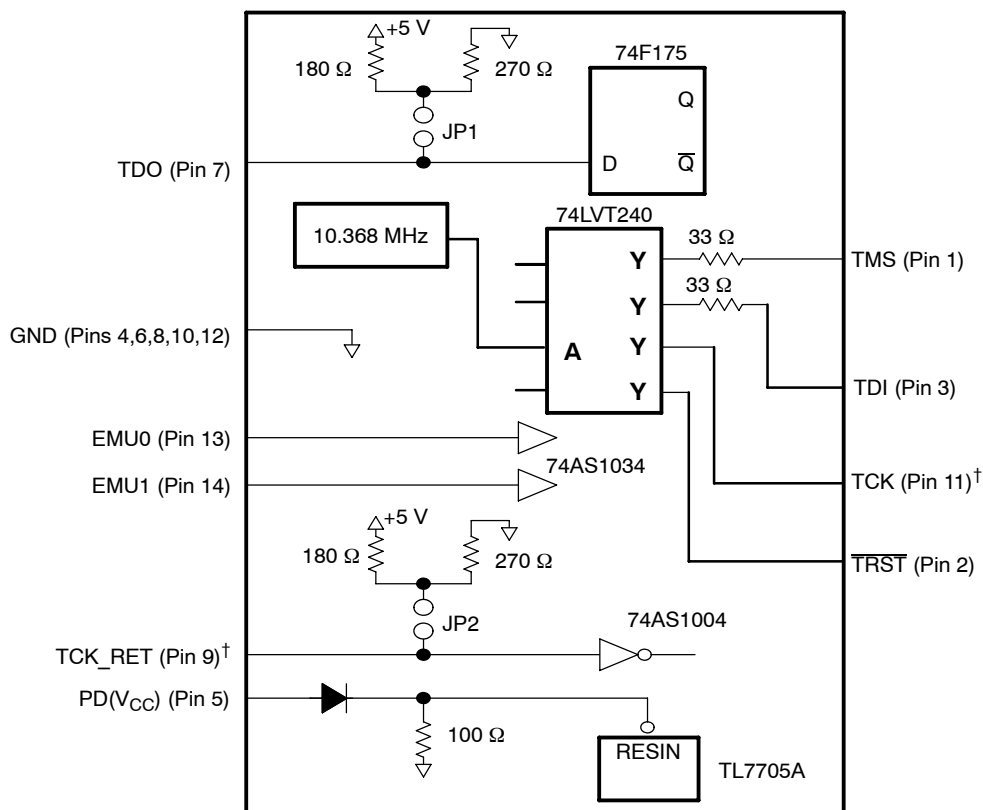 +5 V
180 Ω
270 Ω
JP1
74F175
Q
D
Q̅
TDO (Pin 7)
74LVT240
10.368 MHz
Y
33 Ω
TMS (Pin 1)
Y
33 Ω
GND (Pins 4,6,8,10,12)
A
Y
Y
TDI (Pin 3)
EMU0 (Pin 13)
74AS1034
EMU1 (Pin 14)
TCK (Pin 11)†
+5 V
180 Ω
270 Ω
T̅R̅S̅T̅ (Pin 2)
JP2
74AS1004
TCK_RET (Pin 9)†
PD(VCC) (Pin 5)
100 Ω
RESIN
TL7705A